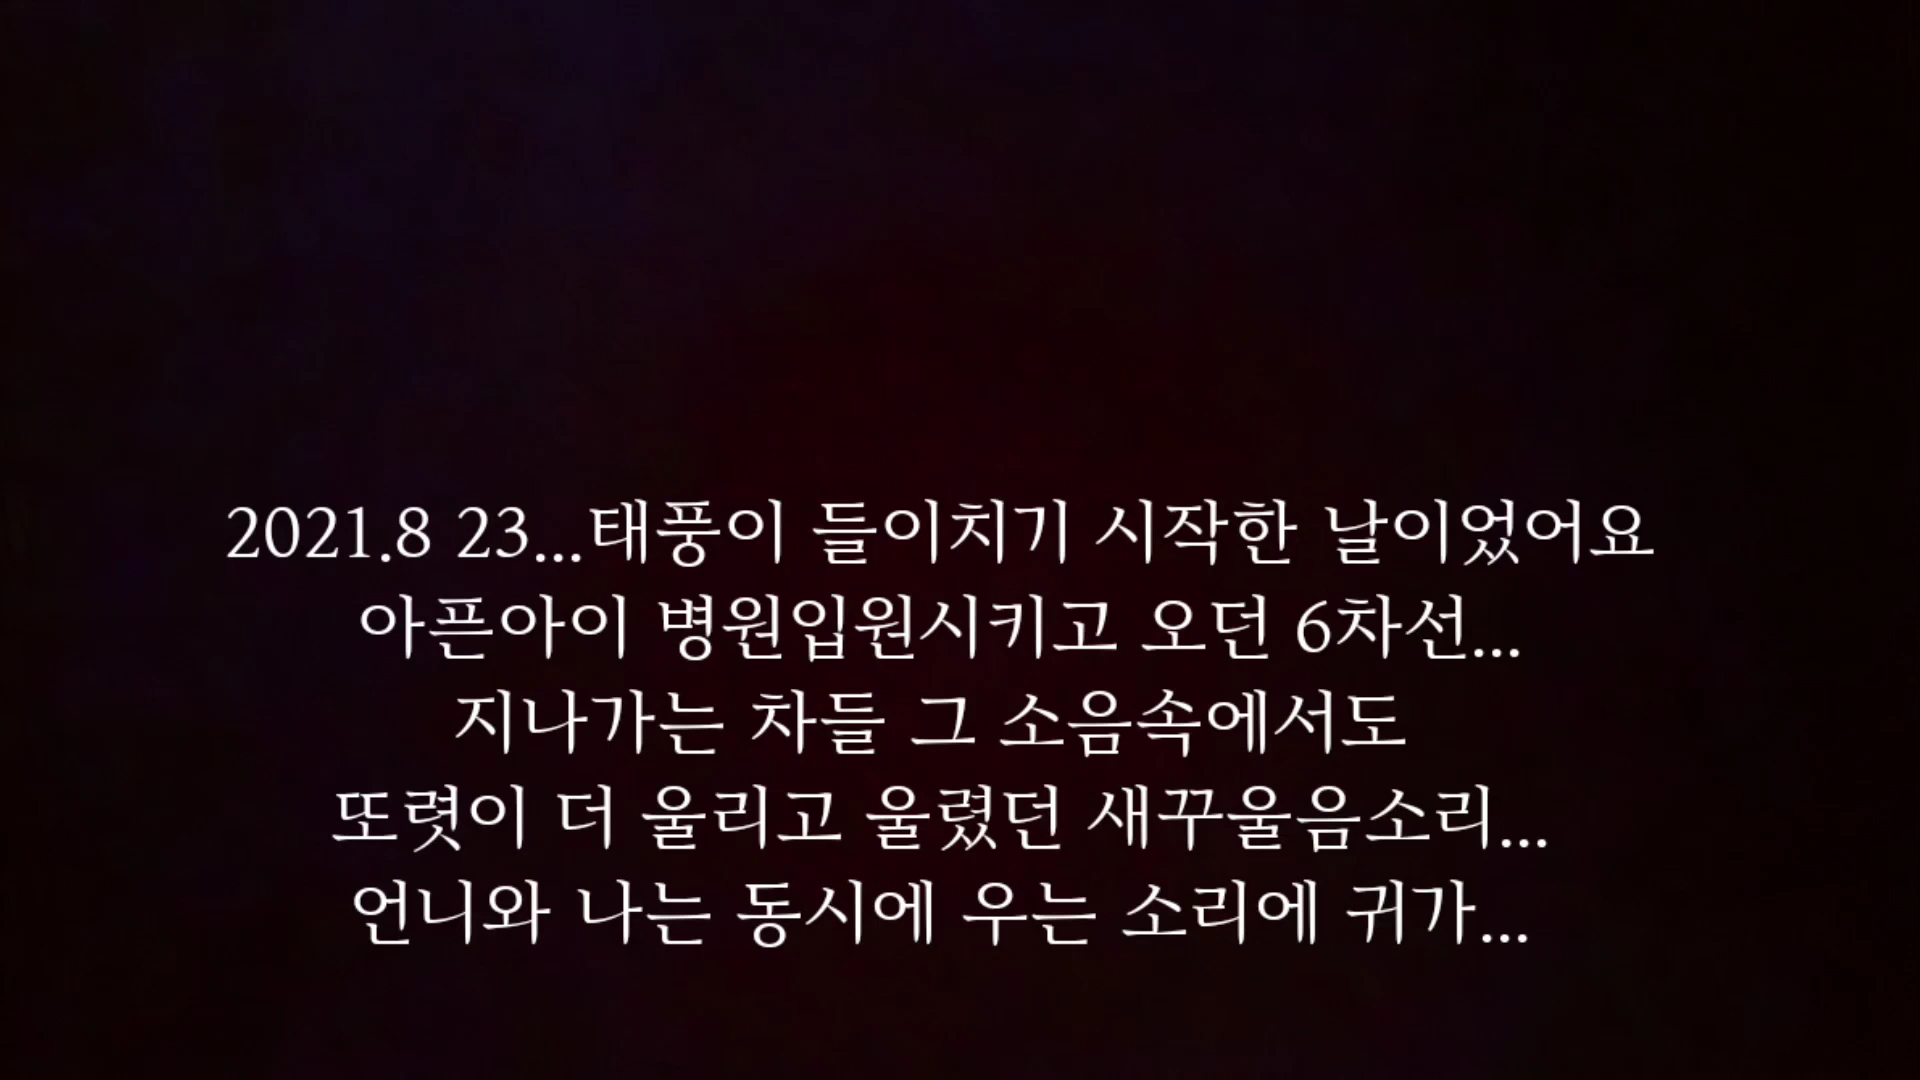 2021.8 23...태풍이 들이치기 시작한 날이었어요
아픈아이 병원입원시키고 오던 6차선...
지나가는 차들 그 소음속에서도
또렷이 더 울리고 울렸던 새꾸울음소리...
언니와 나는 동시에 우는 소리에 귀가...